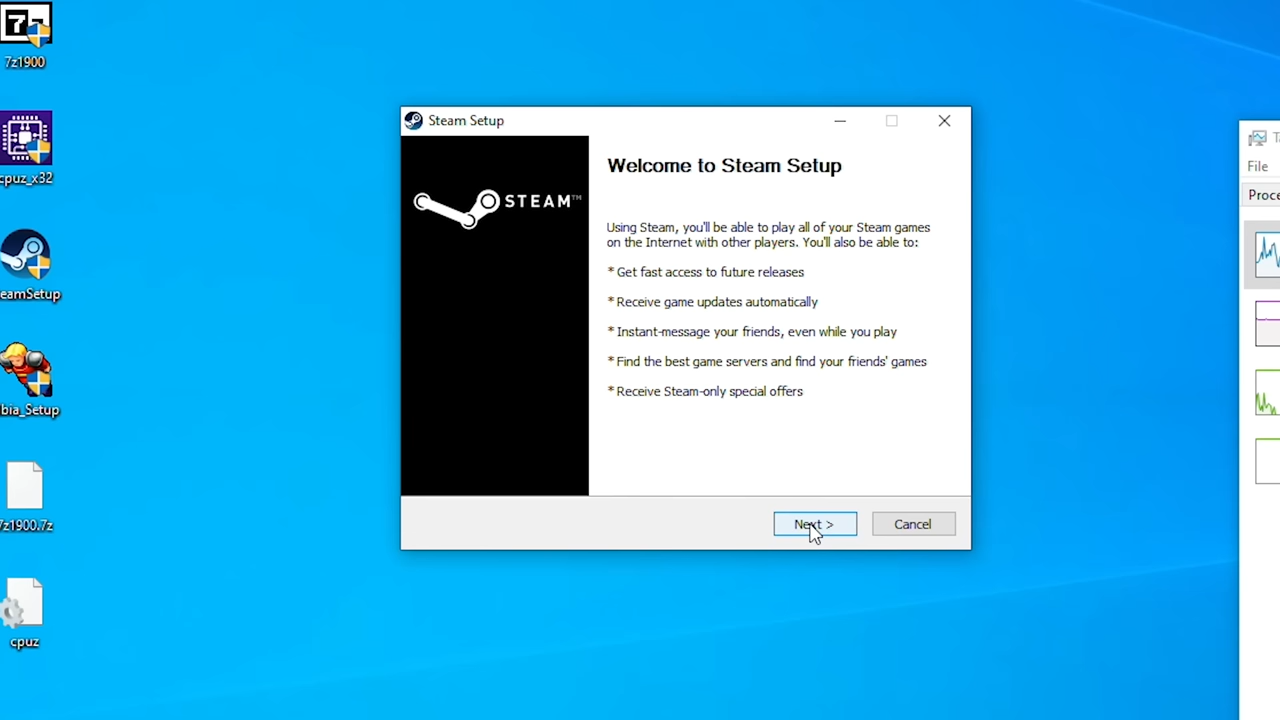 7z1900
cpuz_x32
eamSetup
bia_Setup
7z1900.7z
cpuz
Steam Setup
STEAM™
Welcome to Steam Setup
Using Steam, you'll be able to play all of your Steam games
on the Internet with other players. You'll also be able to:
* Get fast access to future releases
* Receive game updates automatically
* Instant-message your friends, even while you play
* Find the best game servers and find your friends' games
* Receive Steam-only special offers
Next >
Cancel
File
Proce